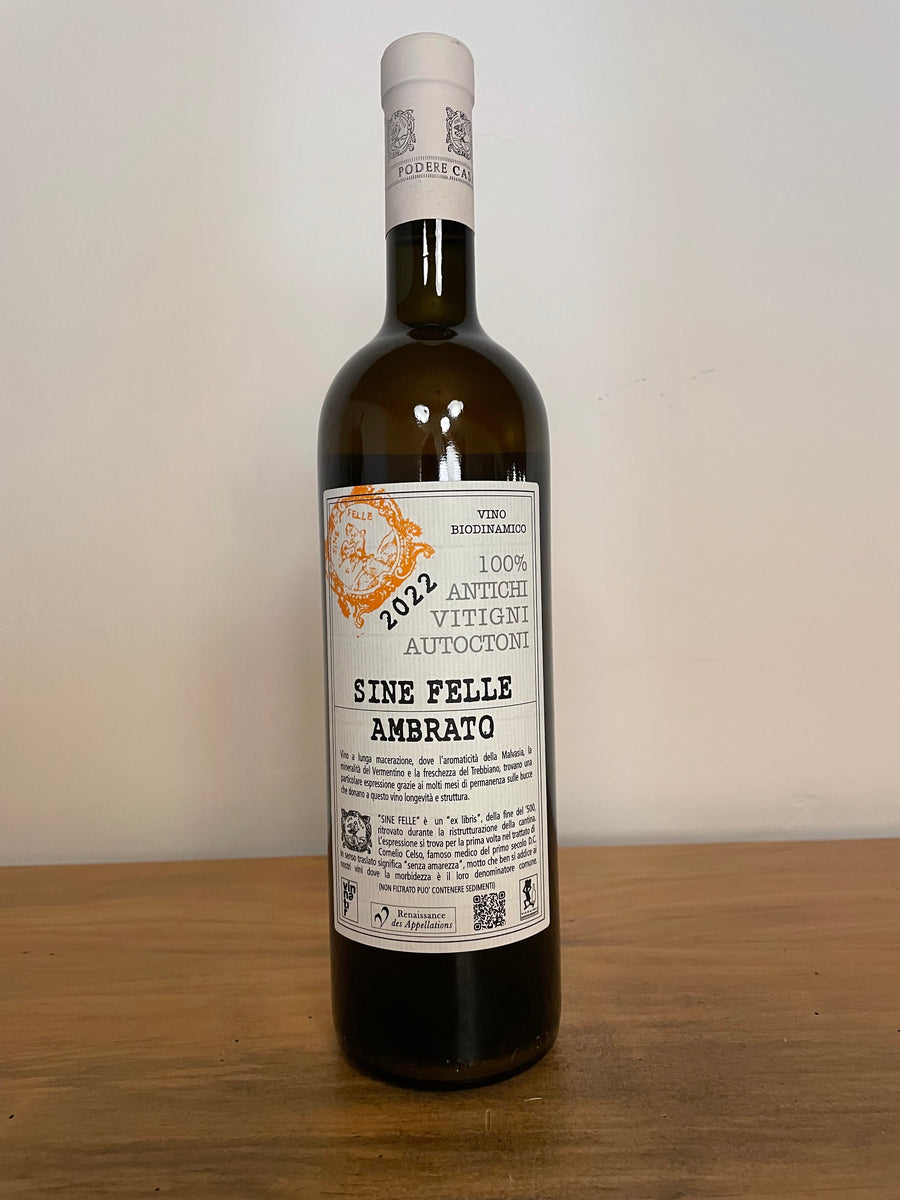 PODERE CAS
SINE FELLE
2022
VINO
BIODINAMICO
100%
ANTICHI
VITIGNI
AUTOCTONI
SINE FELLE
AMBRATO
Vino a lunga macerazione, dove l'aromaticità della Malvasia, la
mineralità del Vermentino e la freschezza del Trebbiano, trovano una
particolare espressione grazie ai molti mesi di permanenza sulle bucce
che donano a questo vino longevità e struttura.
"SINE FELLE" è un "ex libris", della fine del '500,
ritrovato durante la ristrutturazione della cantina.
L'espressione si trova per la prima volta nel trattato di
Cornelio Celso, famoso medico del primo secolo D.C.
In senso traslato significa "senza amarezza", motto che ben si addice ai
nostri vini dove la morbidezza è il loro denominatore comune.
(NON FILTRATO PUO' CONTENERE SEDIMENTI)
Renaissance
des Appellations